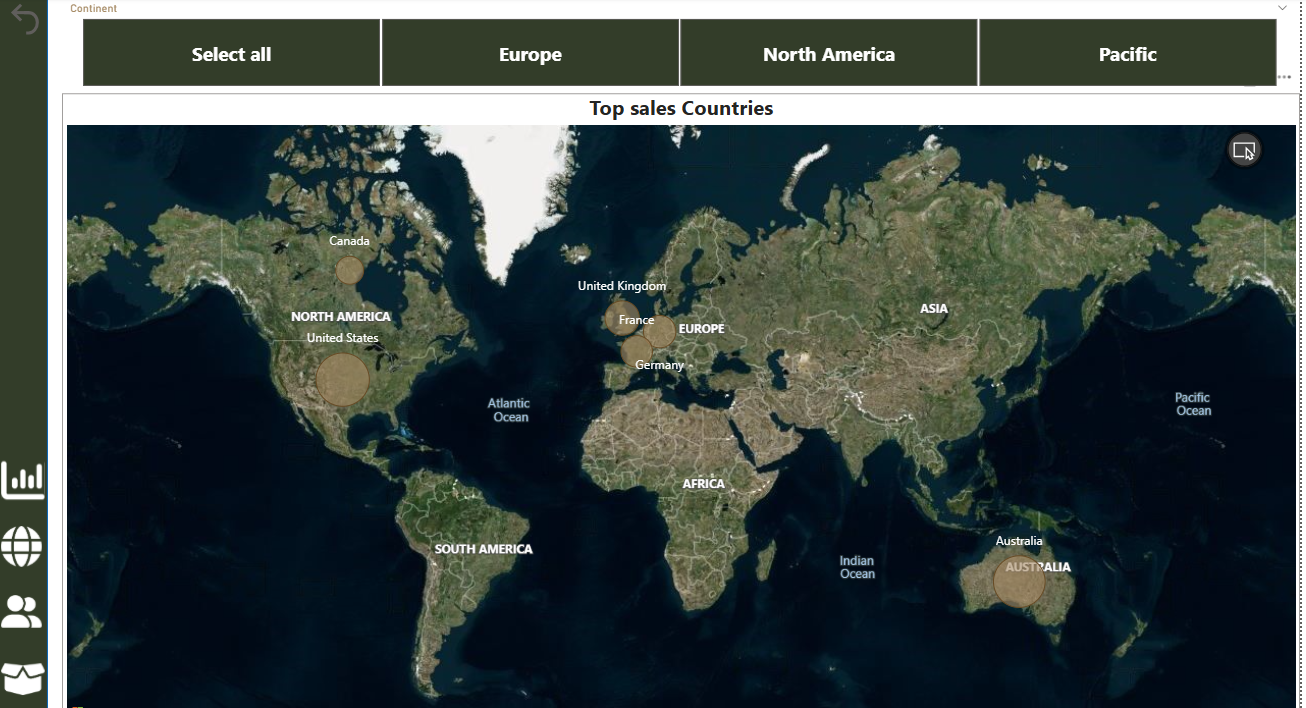 Continent
Select all
Europe
North America
Pacific
Top sales Countries
Canada
United Kingdom
ASIA
NORTH AMERICA
France
EUROPE
United States
Germany
Atlantic
Ocean
Pacific
Ocean
AFRICA
Australia
SOUTH AMERICA
Indian
Ocean
AUSTRALIA